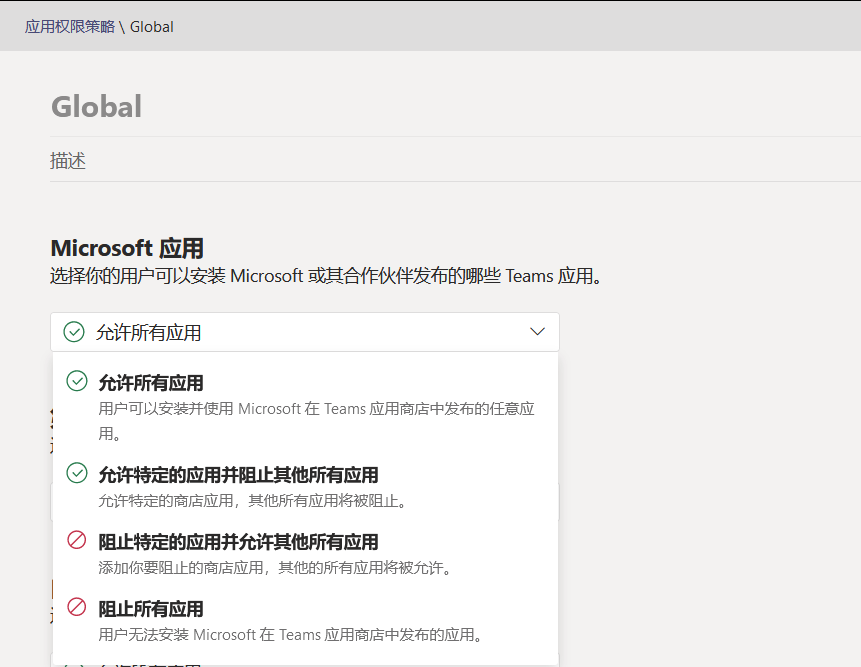 应用权限策略 \ Global
Global
描述
Microsoft 应用
选择你的用户可以安装 Microsoft 或其合作伙伴发布的哪些 Teams 应用。
允许所有应用
允许所有应用
用户可以安装并使用 Microsoft 在 Teams 应用商店中发布的任意应
用。
允许特定的应用并阻止其他所有应用
允许特定的商店应用，其他所有应用将被阻止。
阻止特定的应用并允许其他所有应用
添加你要阻止的商店应用，其他的所有应用将被允许。
阻止所有应用
用户无法安装 Microsoft 在 Teams 应用商店中发布的应用。